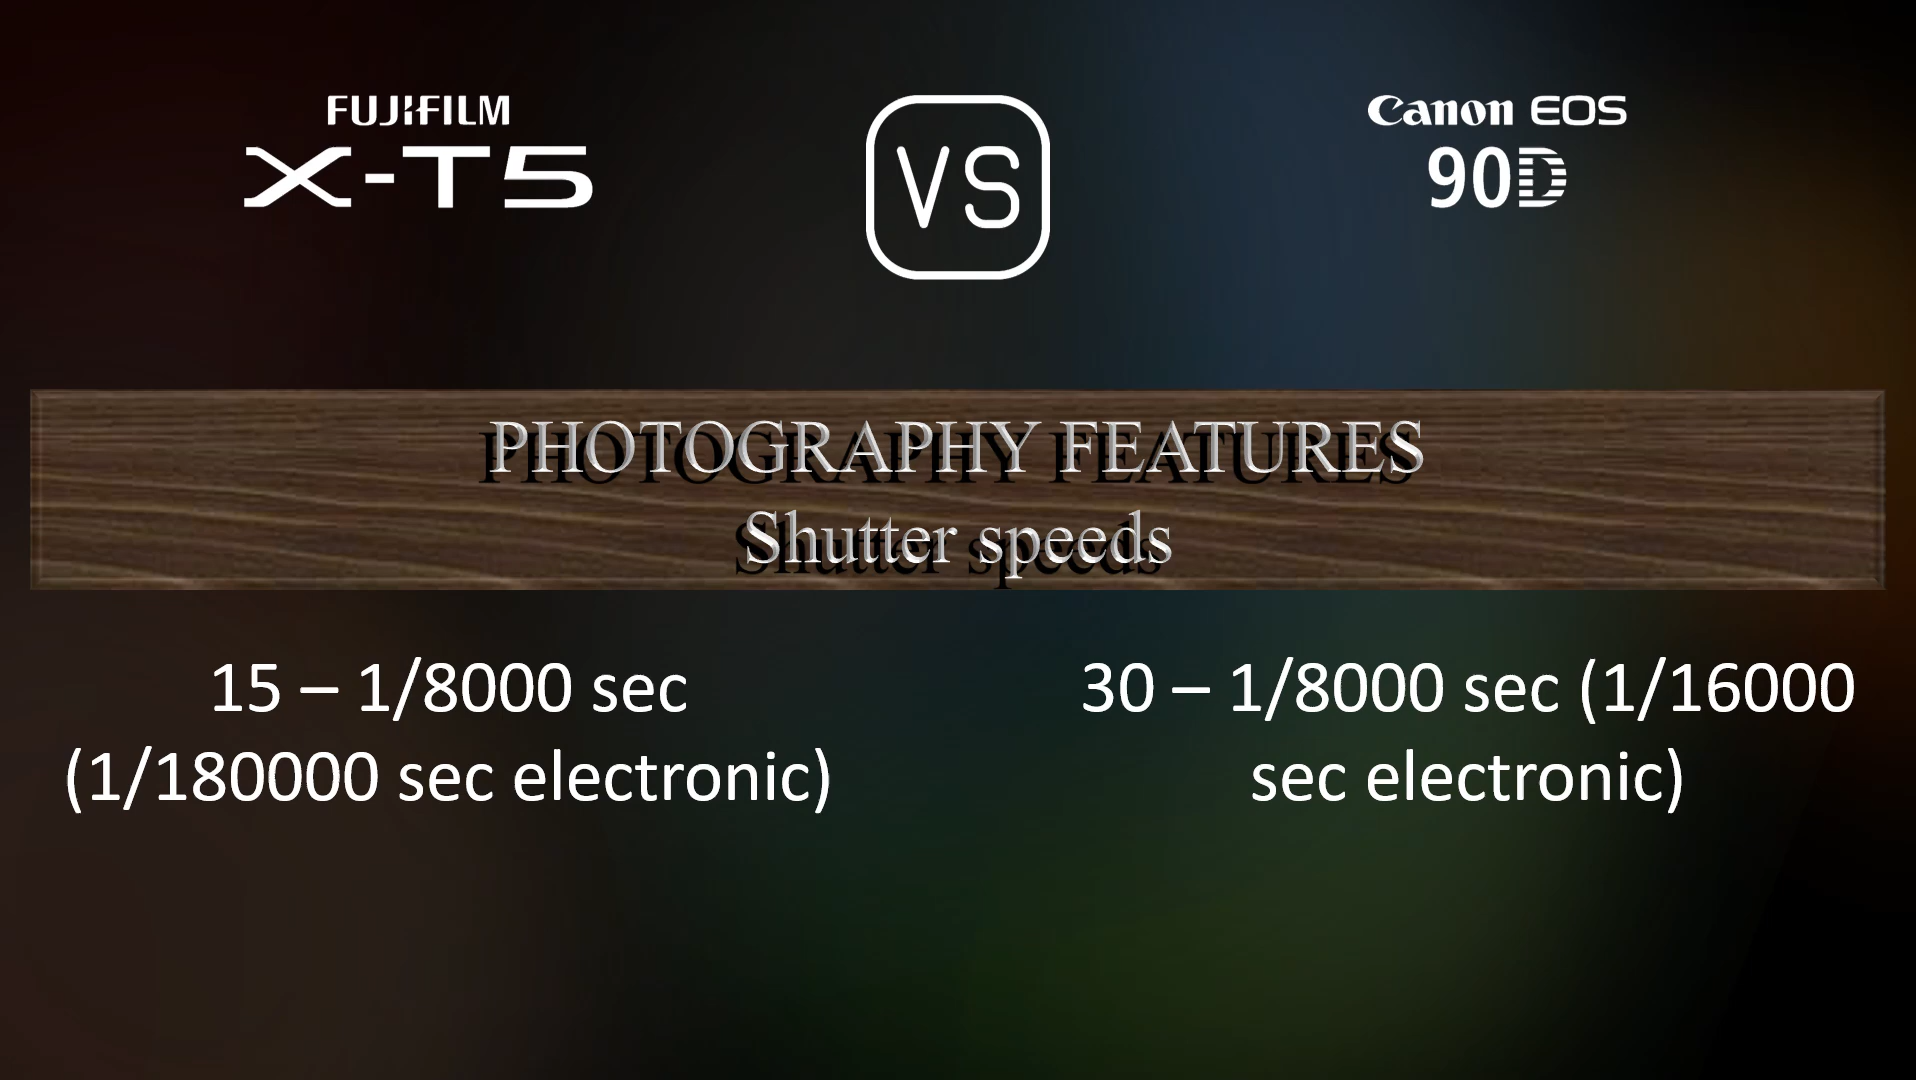 FUJIFILM
X-T5
VS
Canon EOS
90D
PHOTOGRAPHY FEATURES
Shutter speeds
15 – 1/8000 sec
(1/180000 sec electronic)
30 – 1/8000 sec (1/16000
sec electronic)